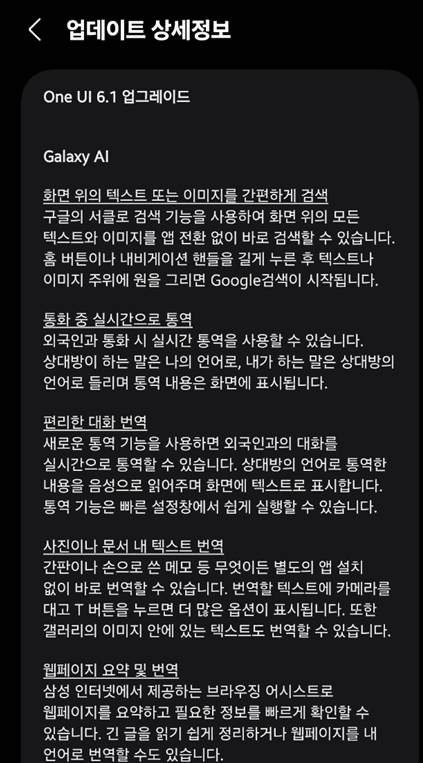 업데이트 상세정보
One UI 6.1 업그레이드
Galaxy AI
화면 위의 텍스트 또는 이미지를 간편하게 검색
구글의 서클로 검색 기능을 사용하여 화면 위의 모든
텍스트와 이미지를 앱 전환 없이 바로 검색할 수 있습니다.
홈 버튼이나 내비게이션 핸들을 길게 누른 후 텍스트나
이미지 주위에 원을 그리면 Google검색이 시작됩니다.
통화 중 실시간으로 통역
외국인과 통화 시 실시간 통역을 사용할 수 있습니다.
상대방이 하는 말은 나의 언어로, 내가 하는 말은 상대방의
언어로 들리며 통역 내용은 화면에 표시됩니다.
편리한 대화 번역
새로운 통역 기능을 사용하면 외국인과의 대화를
실시간으로 통역할 수 있습니다. 상대방의 언어로 통역한
내용을 음성으로 읽어주며 화면에 텍스트로 표시합니다.
통역 기능은 빠른 설정창에서 쉽게 실행할 수 있습니다.
사진이나 문서 내 텍스트 번역
간판이나 손으로 쓴 메모 등 무엇이든 별도의 앱 설치
없이 바로 번역할 수 있습니다. 번역할 텍스트에 카메라를
대고 T 버튼을 누르면 더 많은 옵션이 표시됩니다. 또한
갤러리의 이미지 안에 있는 텍스트도 번역할 수 있습니다.
웹페이지 요약 및 번역
삼성 인터넷에서 제공하는 브라우징 어시스트로
웹페이지를 요약하고 필요한 정보를 빠르게 확인할 수
있습니다. 긴 글을 읽기 쉽게 정리하거나 웹페이지를 내
언어로 번역할 수도 있습니다.